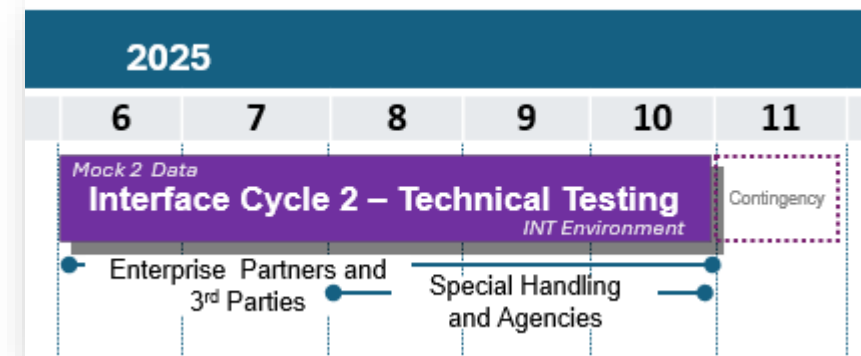 2025
6 7 8 9 10 11
Mock 2 Data
Interface Cycle 2 – Technical Testing
INT Environment
Contingency
Enterprise Partners and
3rd Parties
Special Handling
and Agencies